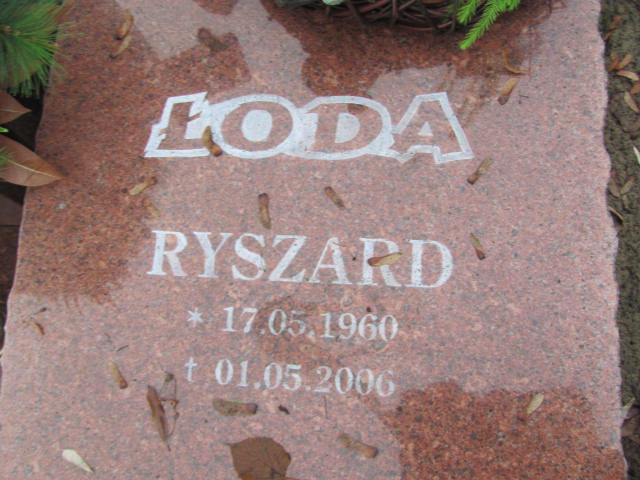 ŁODA
RYSZARD
* 17.05.1960
† 01.05.2006